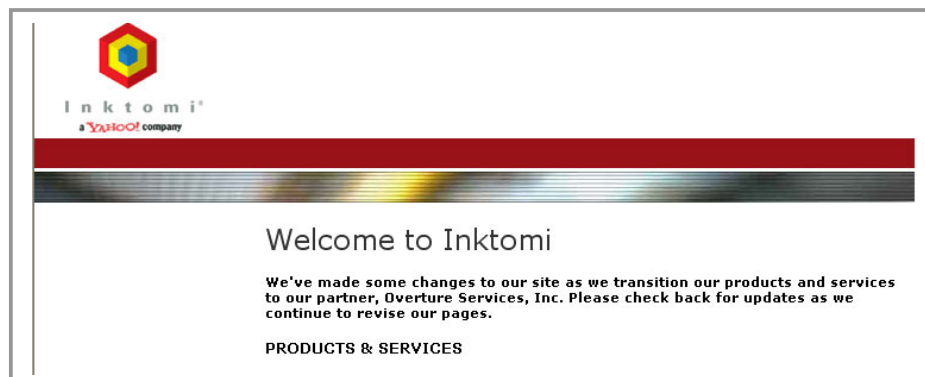 Inktomi®
a YAHOO! company
Welcome to Inktomi
We've made some changes to our site as we transition our products and services
to our partner, Overture Services, Inc. Please check back for updates as we
continue to revise our pages.
PRODUCTS & SERVICES